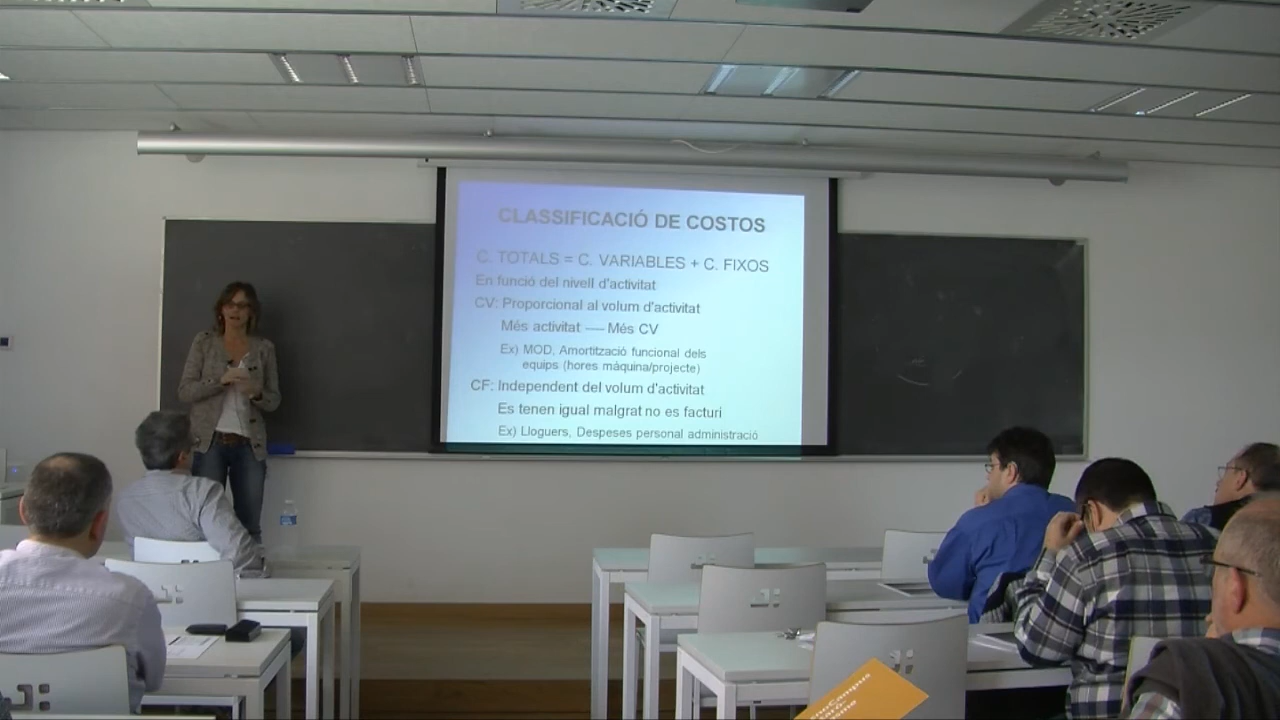 CLASSIFICACIÓ DE COSTOS
C. TOTALS = C. VARIABLES + C. FIXOS
En funció del nivell d'activitat
CV: Proporcional al volum d'activitat
Més activitat ---- Més CV
Ex) MOD, Amortització funcional dels
equips (hores màquina/projecte)
CF: Independent del volum d'activitat
Es tenen igual malgrat no es facturi
Ex) Lloguers, Despeses personal administració